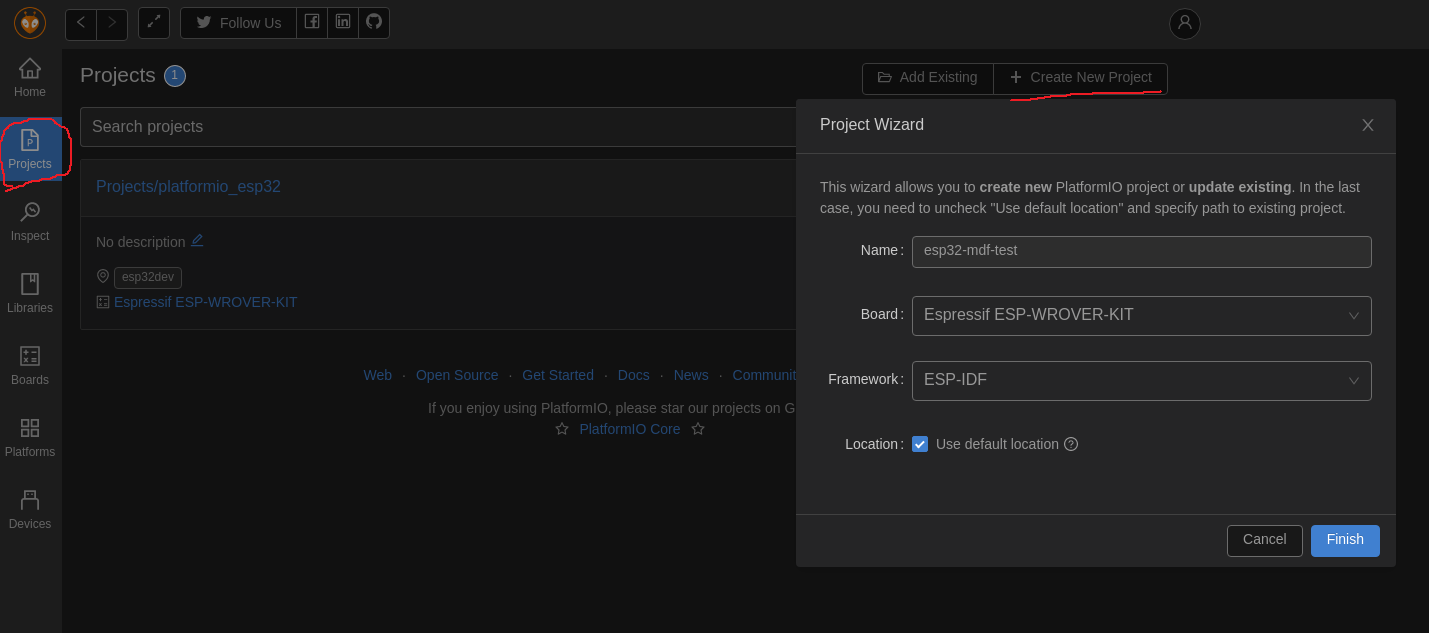 Follow Us
Home
Projects
Inspect
Libraries
Boards
Platforms
Devices
Projects 1
Add Existing
Create New Project
Search projects
Projects/platformio_esp32
No description
esp32dev
Espressif ESP-WROVER-KIT
Web · Open Source · Get Started · Docs · News · Communit
If you enjoy using PlatformIO, please star our projects on G
PlatformIO Core
Project Wizard
This wizard allows you to create new PlatformIO project or update existing. In the last
case, you need to uncheck "Use default location" and specify path to existing project.
Name: esp32-mdf-test
Board: Espressif ESP-WROVER-KIT
Framework: ESP-IDF
Location: Use default location
Cancel
Finish